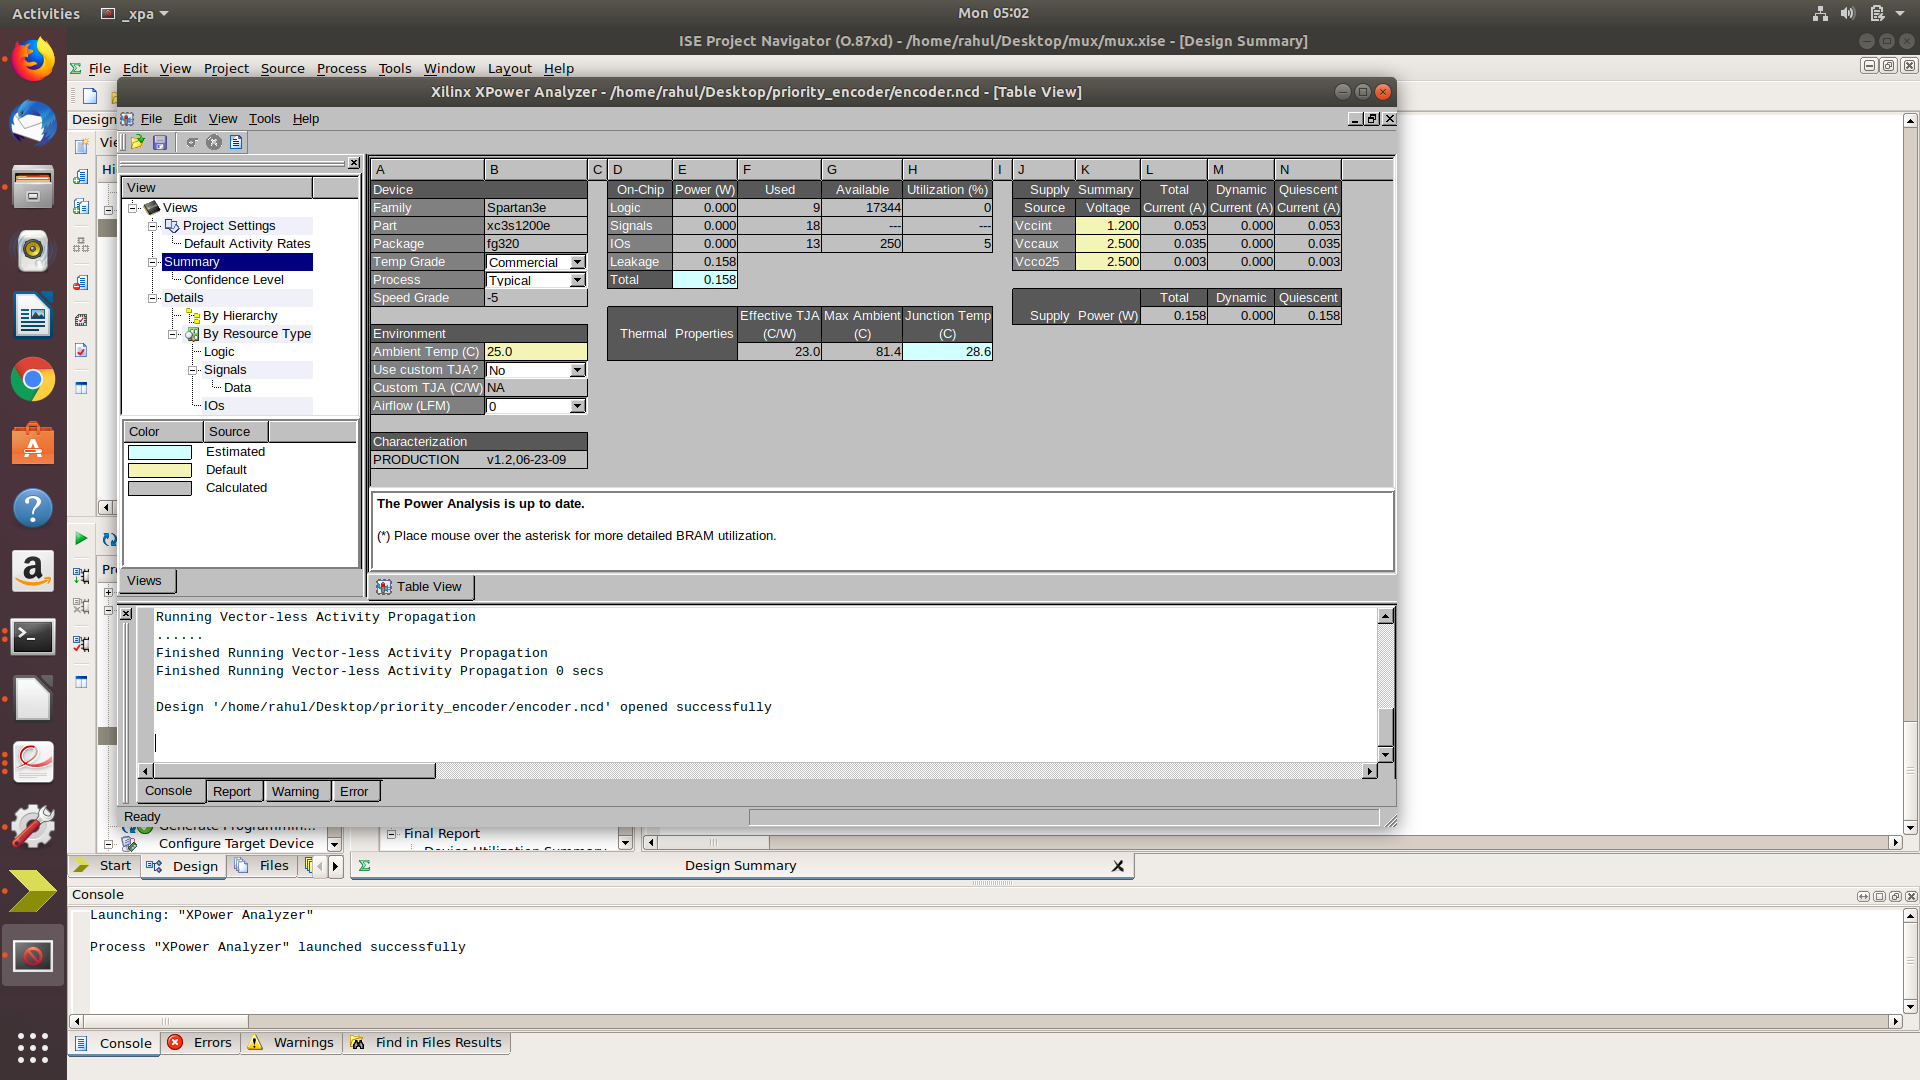 Activities
_xpa
Mon 05:02
ISE Project Navigator (O.87xd) - /home/rahul/Desktop/mux/mux.xise - [Design Summary]
File Edit View Project Source Process Tools Window Layout Help
Xilinx XPower Analyzer - /home/rahul/Desktop/priority_encoder/encoder.ncd - [Table View]
File Edit View Tools Help
Design
View
Views
Project Settings
Default Activity Rates
Summary
Confidence Level
Details
By Hierarchy
By Resource Type
Logic
Signals
Data
IOs
Color Source
Estimated
Default
Calculated
Views
A B C D E F G H I J K L M N
Device
Family Spartan3e
Part xc3s1200e
Package fg320
Temp Grade Commercial
Process Typical
Speed Grade -5
Environment
Ambient Temp (C) 25.0
Use custom TJA? No
Custom TJA (C/W) NA
Airflow (LFM) 0
Characterization
PRODUCTION v1.2,06-23-09
On-Chip Power (W) Used Available Utilization (%)
Logic 0.000 9 17344 0
Signals 0.000 18 --- ---
IOs 0.000 13 250 5
Leakage 0.158
Total 0.158
Effective TJA Max Ambient Junction Temp
Thermal Properties (C/W) (C) (C)
23.0 81.4 28.6
Supply Summary Total Dynamic Quiescent
Source Voltage Current (A) Current (A) Current (A)
Vccint 1.200 0.053 0.000 0.053
Vccaux 2.500 0.035 0.000 0.035
Vcco25 2.500 0.003 0.000 0.003
Total Dynamic Quiescent
Supply Power (W) 0.158 0.000 0.158
The Power Analysis is up to date.
(*) Place mouse over the asterisk for more detailed BRAM utilization.
Table View
Running Vector-less Activity Propagation
......
Finished Running Vector-less Activity Propagation
Finished Running Vector-less Activity Propagation 0 secs
Design '/home/rahul/Desktop/priority_encoder/encoder.ncd' opened successfully
Console Report Warning Error
Ready
Configure Target Device
Final Report
Start Design Files
Design Summary
Console
Launching: "XPower Analyzer"
Process "XPower Analyzer" launched successfully
Console Errors Warnings Find in Files Results